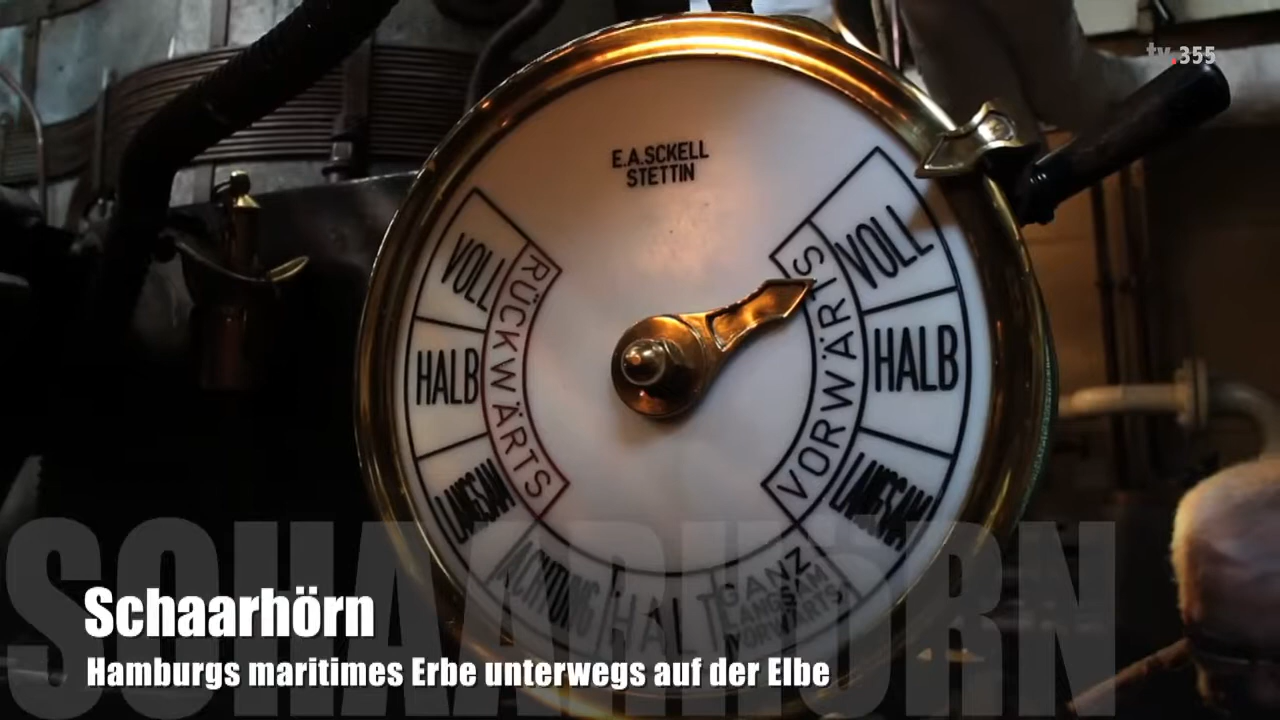 tv.355
E.A.SCKELL
STETTIN
VOLL
HALB
LANGSAM
RÜCKWÄRTS
VOLL
HALB
LANGSAM
VORWÄRTS
ACHTUNG
HALT
GANZ
LANGSAM
VORWÄRTS
SCHAARHÖRN
Schaarhörn
Hamburgs maritimes Erbe unterwegs auf der Elbe